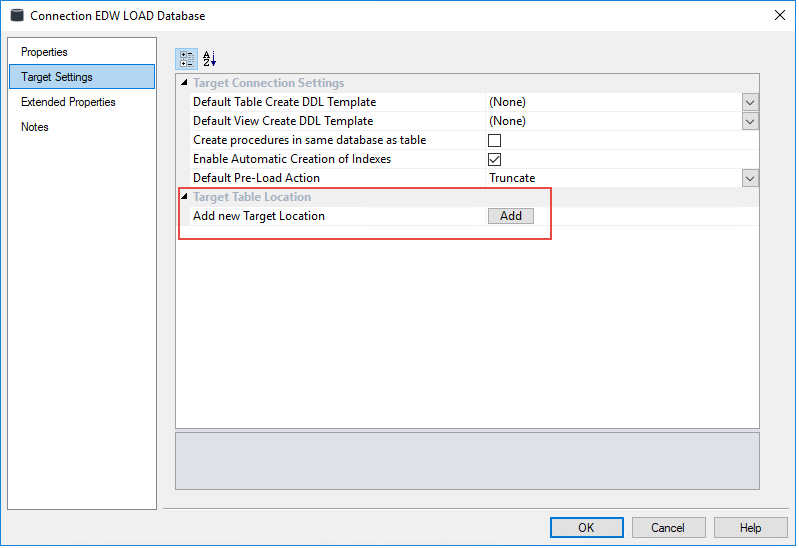 Connection EDW LOAD Database
Properties
Target Settings
Extended Properties
Notes
Target Connection Settings
Default Table Create DDL Template (None)
Default View Create DDL Template (None)
Create procedures in same database as table
Enable Automatic Creation of Indexes
Default Pre-Load Action Truncate
Target Table Location
Add new Target Location Add
OK Cancel Help